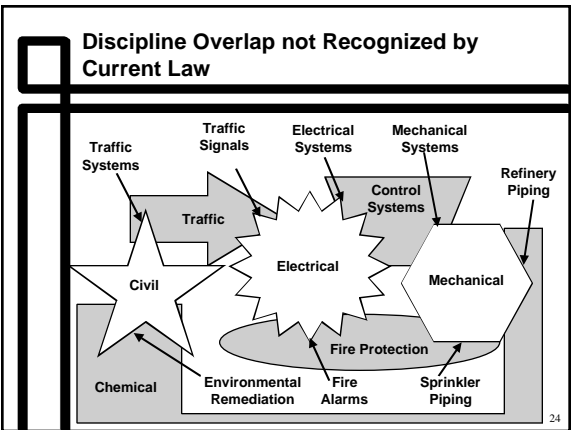 Discipline Overlap not Recognized by
Current Law
Traffic
Systems
Traffic
Signals
Electrical
Systems
Mechanical
Systems
Refinery
Piping
Traffic
Control
Systems
Civil
Electrical
Mechanical
Fire Protection
Chemical
Environmental
Remediation
Fire
Alarms
Sprinkler
Piping
24